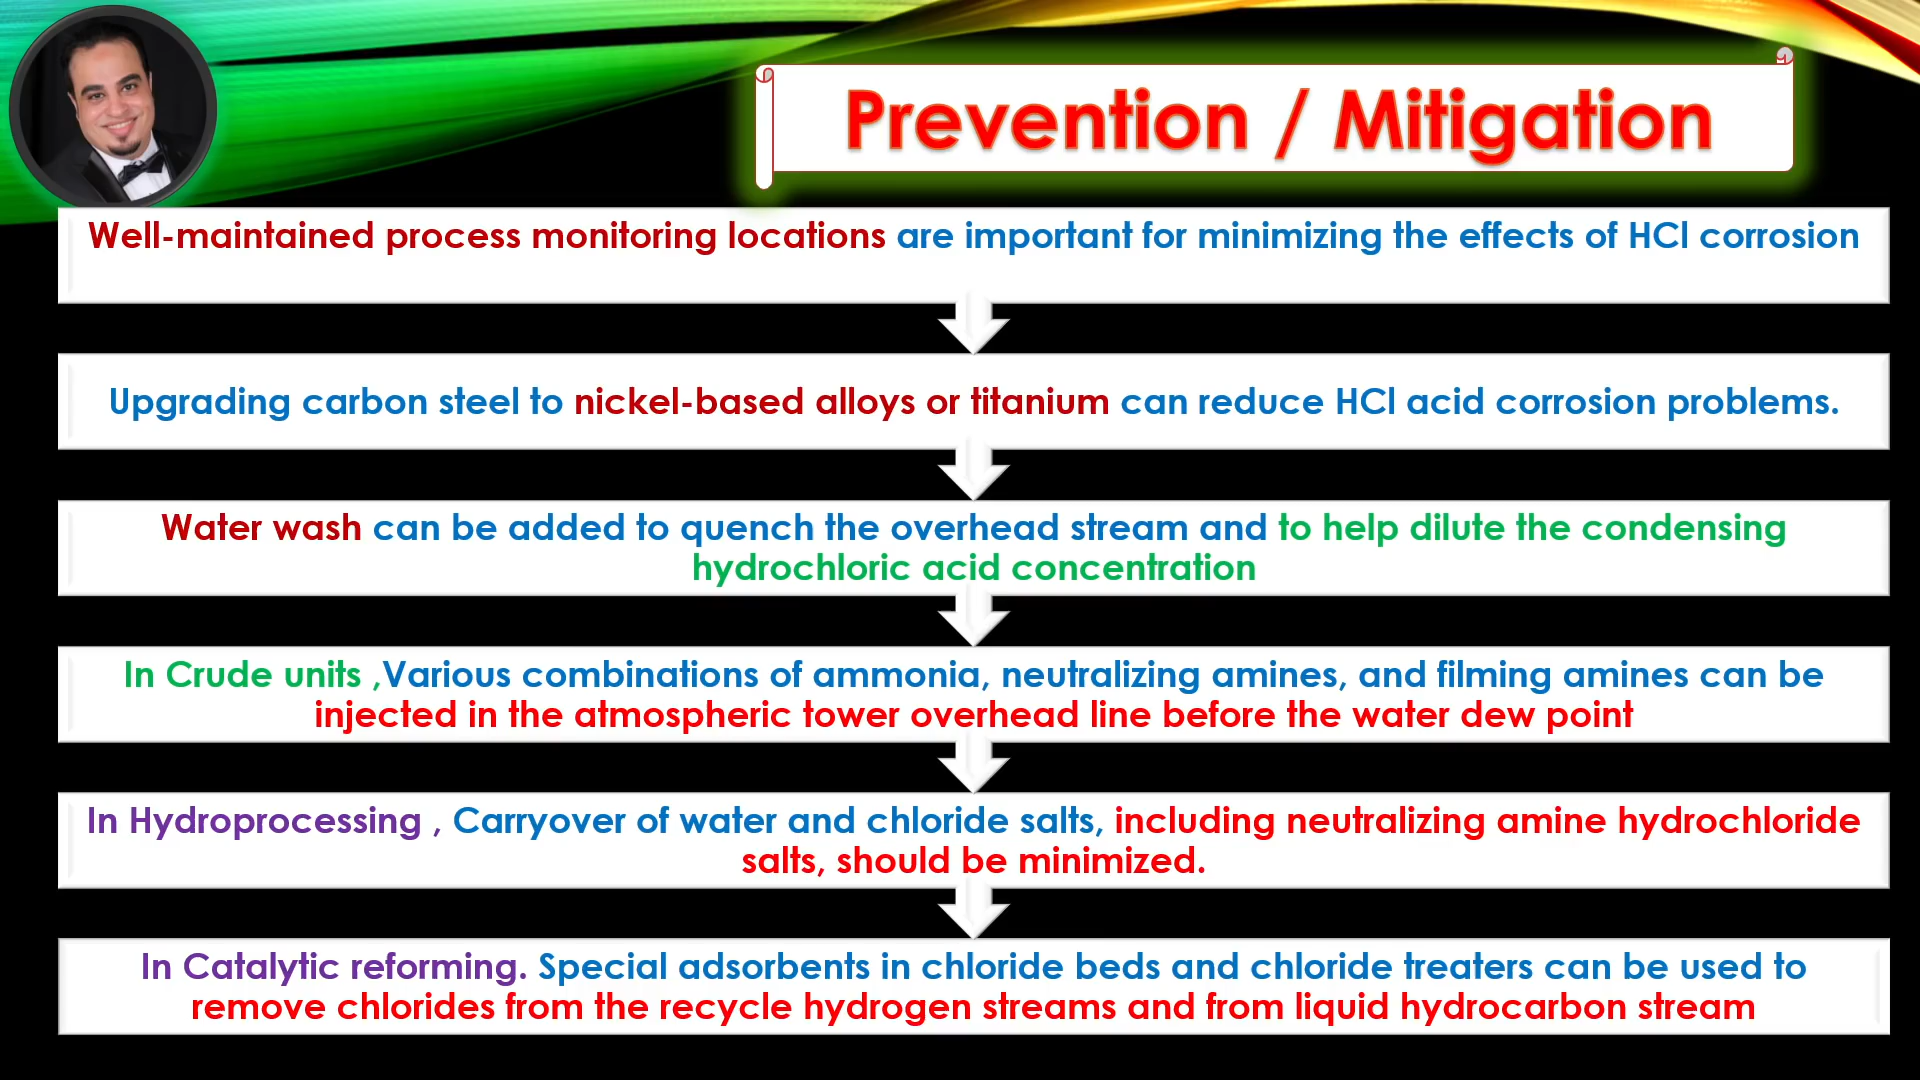 Prevention / Mitigation
Well-maintained process monitoring locations are important for minimizing the effects of HCl corrosion
Upgrading carbon steel to nickel-based alloys or titanium can reduce HCl acid corrosion problems.
Water wash can be added to quench the overhead stream and to help dilute the condensing
hydrochloric acid concentration
In Crude units ,Various combinations of ammonia, neutralizing amines, and filming amines can be
injected in the atmospheric tower overhead line before the water dew point
In Hydroprocessing , Carryover of water and chloride salts, including neutralizing amine hydrochloride
salts, should be minimized.
In Catalytic reforming. Special adsorbents in chloride beds and chloride treaters can be used to
remove chlorides from the recycle hydrogen streams and from liquid hydrocarbon stream